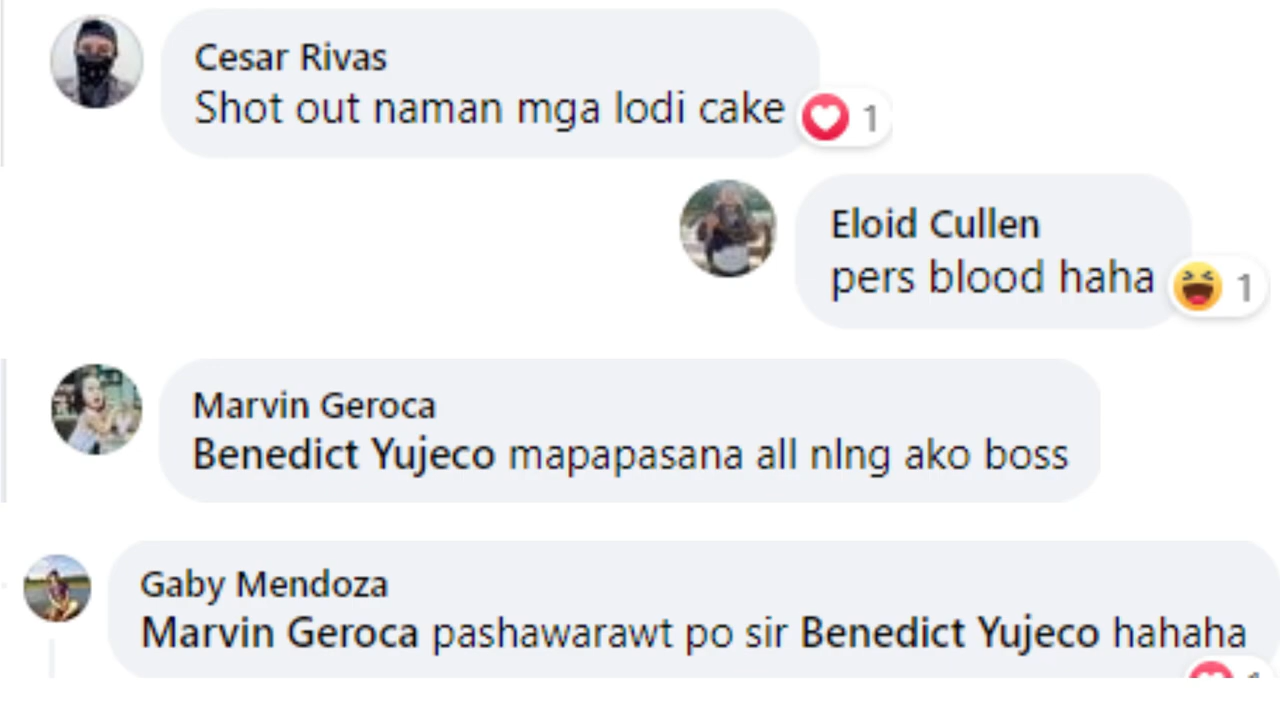 Cesar Rivas
Shot out naman mga lodi cake
1
Eloid Cullen
pers blood haha
1
Marvin Geroca
Benedict Yujeco mapapasana all nlng ako boss
Gaby Mendoza
Marvin Geroca pashawarawt po sir Benedict Yujeco hahaha